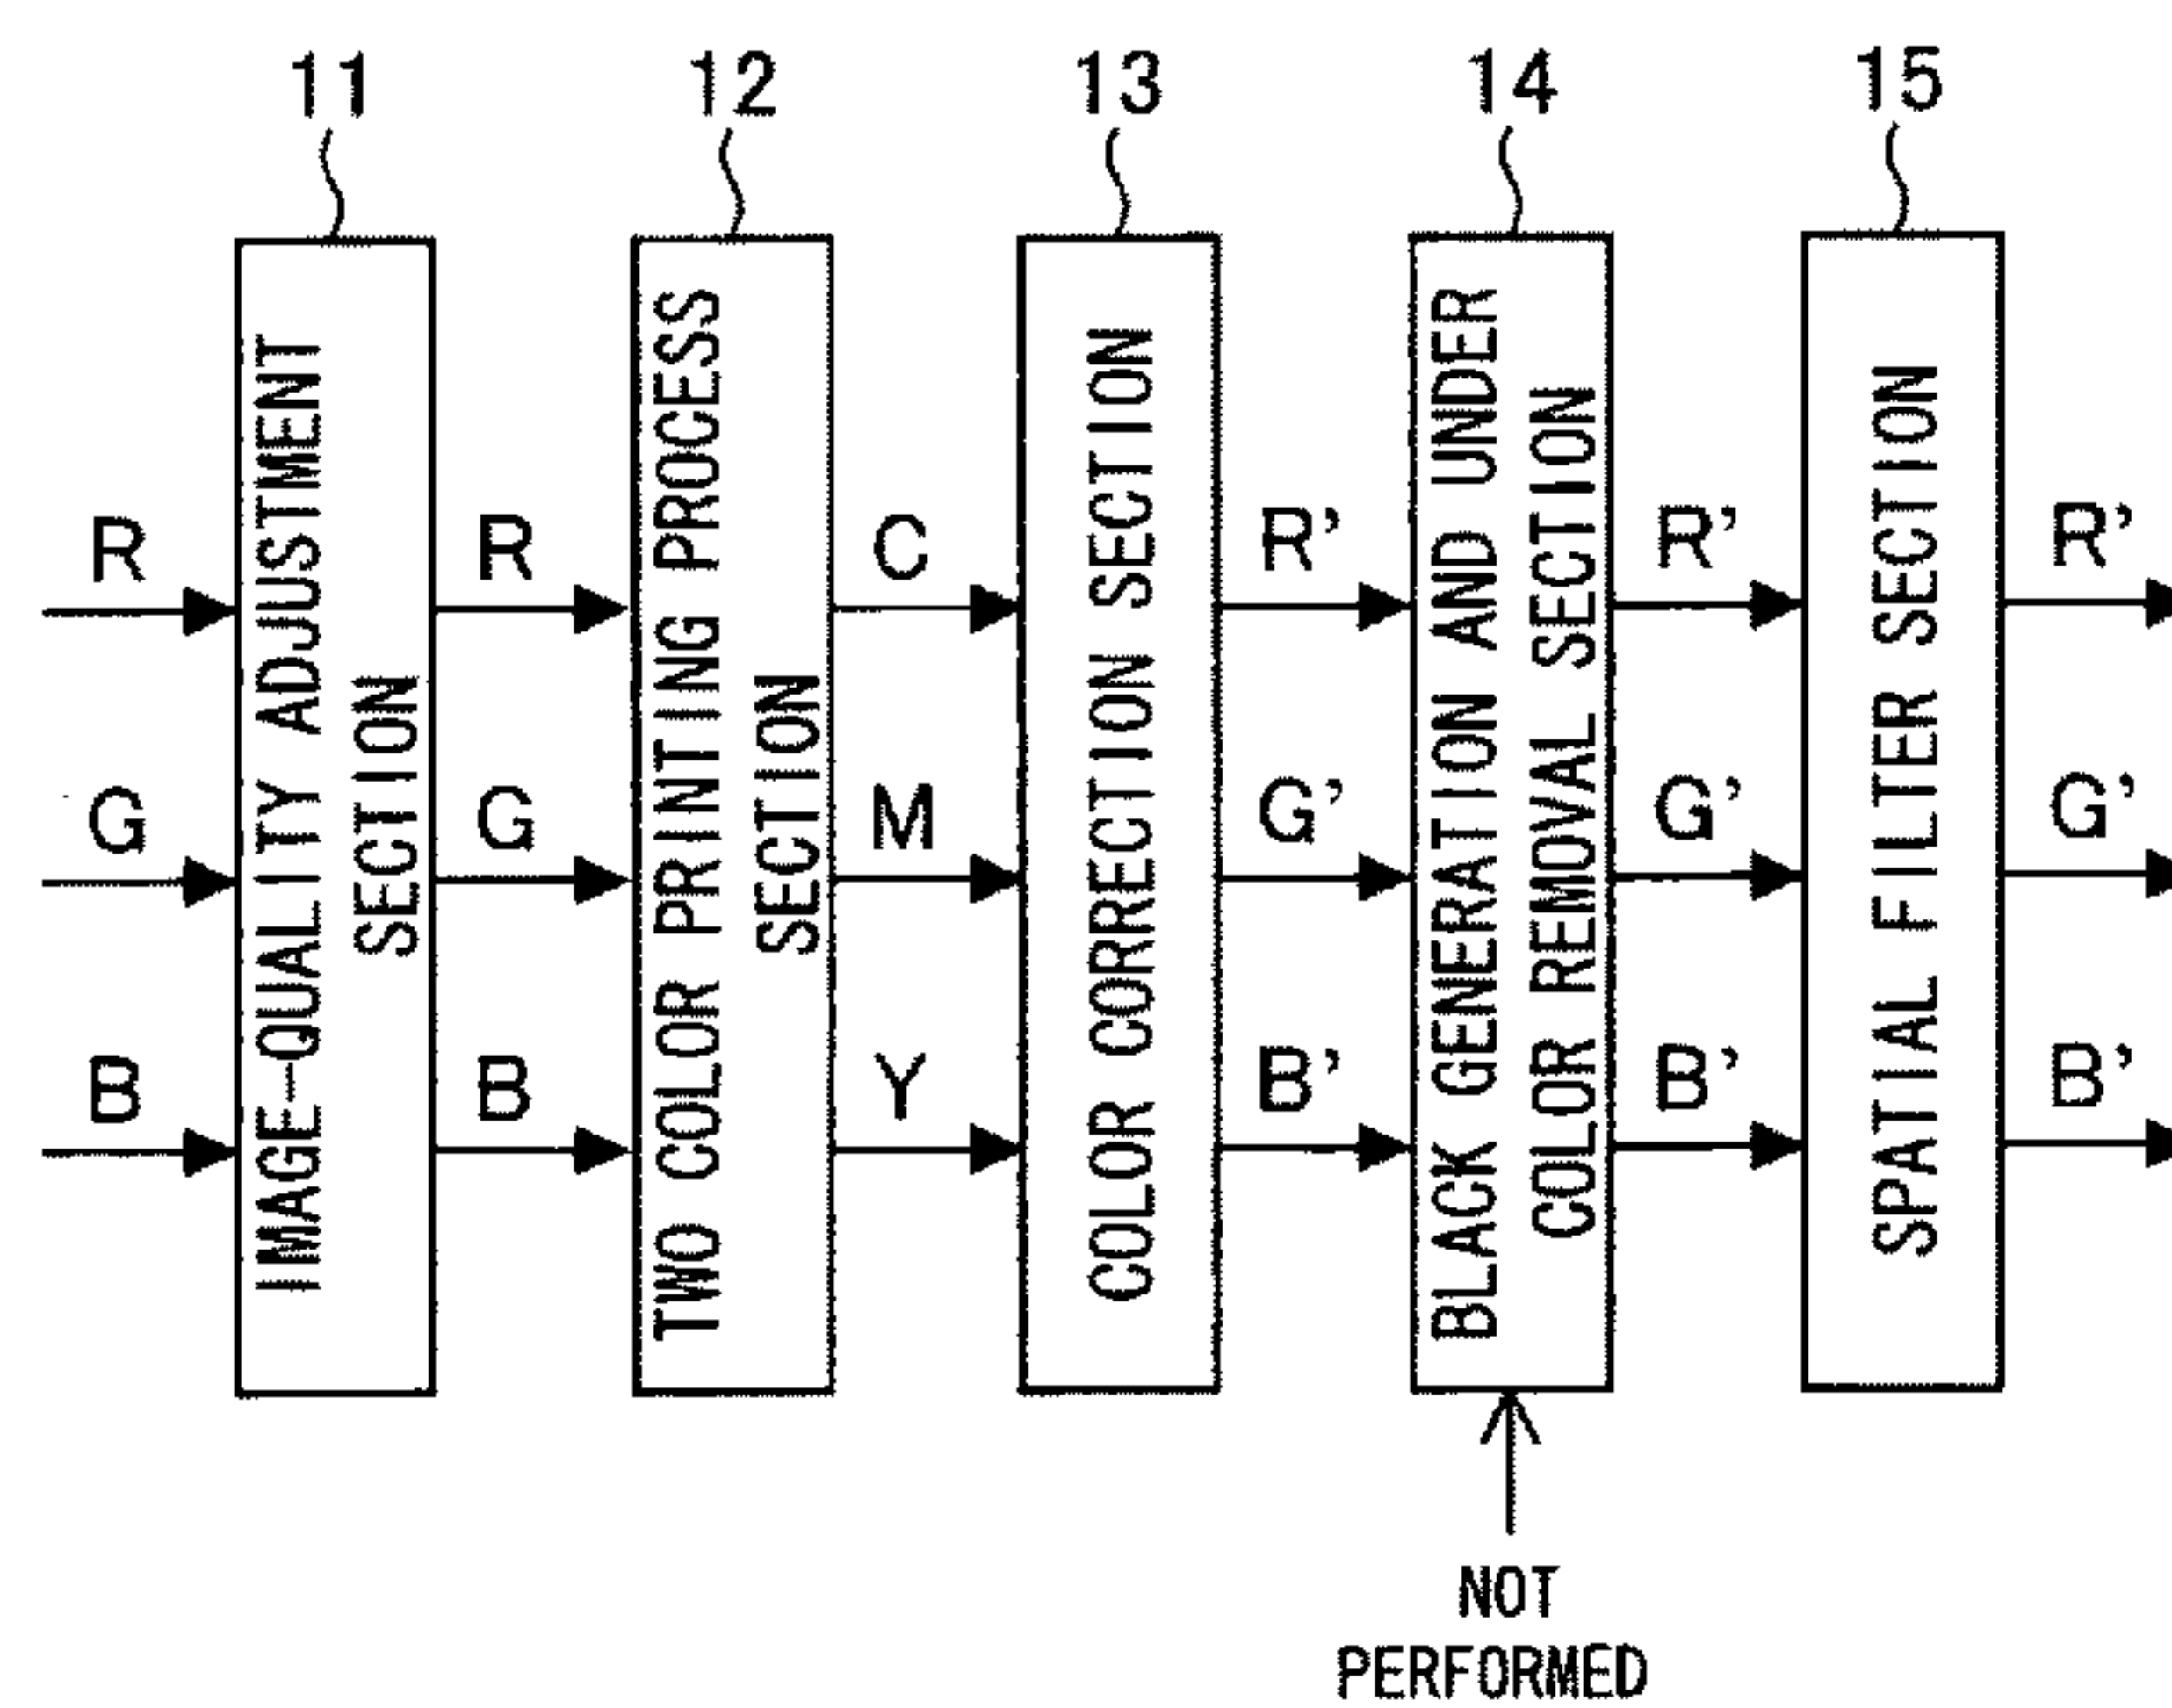 11
12
13
14
15
IMAGE-QUALITY ADJUSTMENT
SECTION
TWO COLOR PRINTING PROCESS
SECTION
COLOR CORRECTION SECTION
BLACK GENERATION AND UNDER
COLOR REMOVAL SECTION
SPATIAL FILTER SECTION
R
R
C
R'
R'
R'
G
G
M
G'
G'
G'
B
B
Y
B'
B'
B'
NOT
PERFORMED